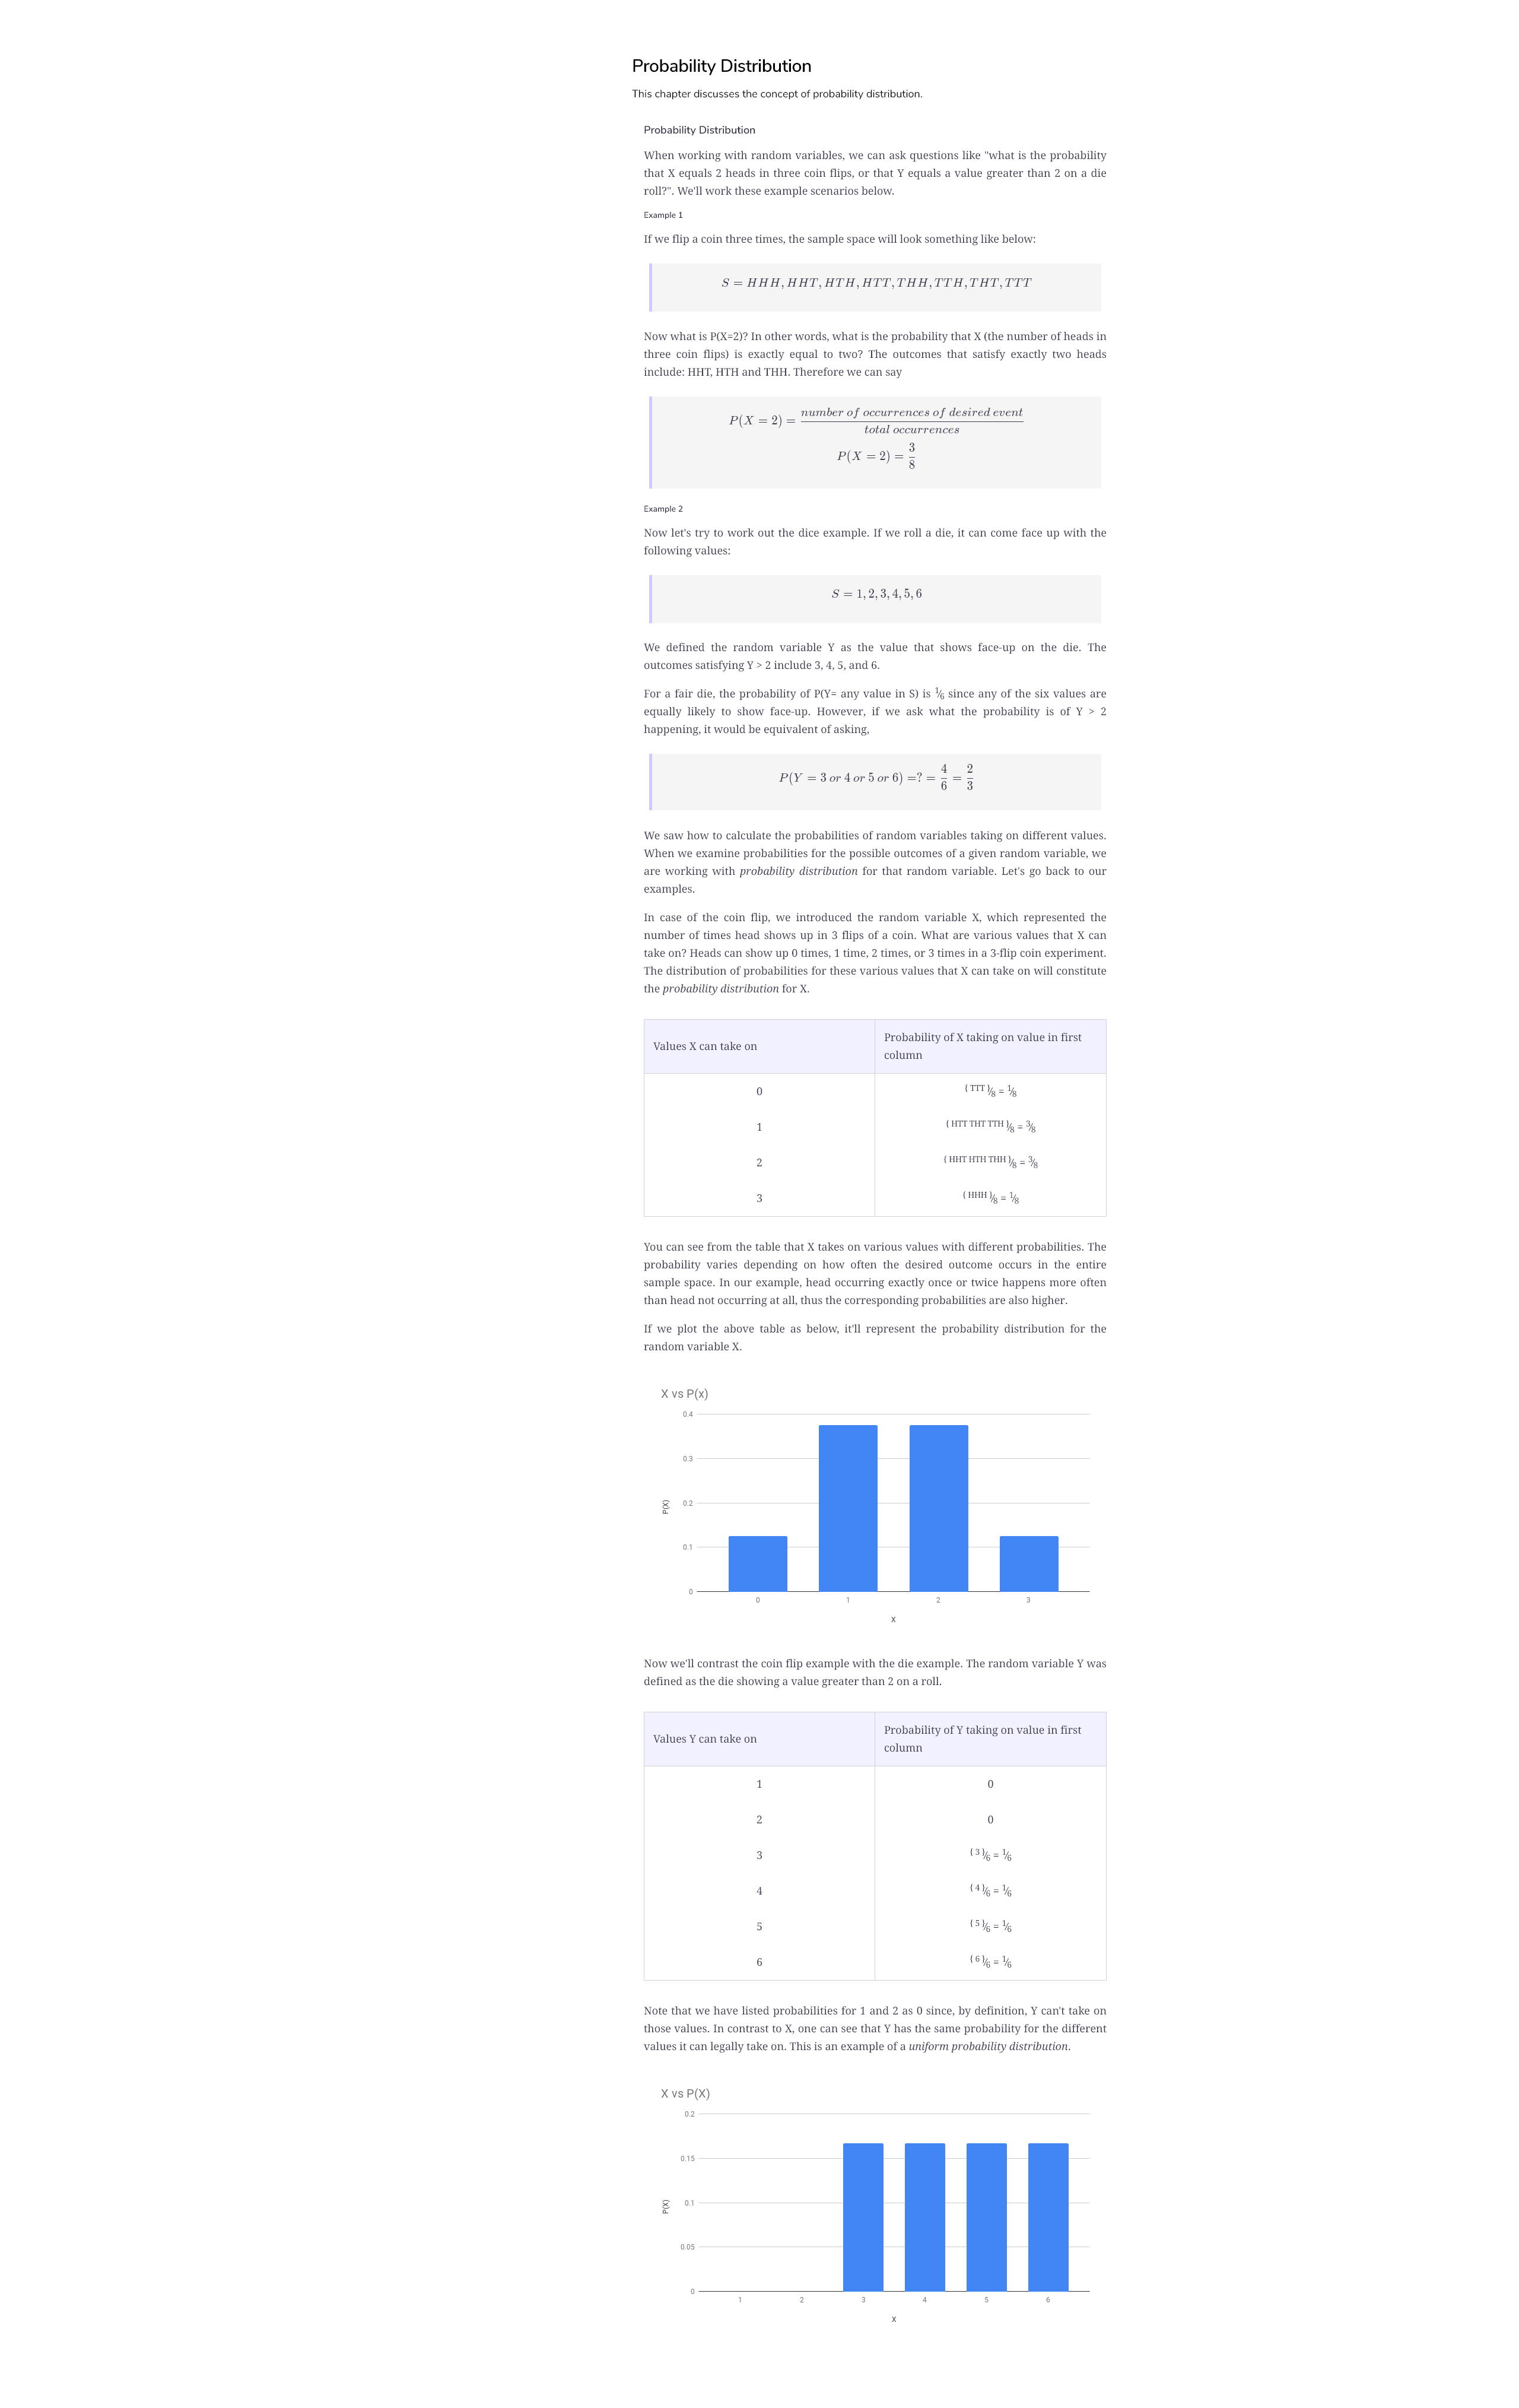 Probability Distribution
This chapter discusses the concept of probability distribution.
Probability Distribution
When working with random variables, we can ask questions like "what is the probability
that X equals 2 heads in three coin flips, or that Y equals a value greater than 2 on a die
roll?". We'll work these example scenarios below.
Example 1
If we flip a coin three times, the sample space will look something like below:
S = HHH, HHT, HTH, HTT, THH, TTH, THT, TTT
Now what is P(X=2)? In other words, what is the probability that X (the number of heads in
three coin flips) is exactly equal to two? The outcomes that satisfy exactly two heads
include: HHT, HTH and THH. Therefore we can say
P(X = 2) = number of occurrences of desired event / total occurrences
P(X = 2) = 3/8
Example 2
Now let's try to work out the dice example. If we roll a die, it can come face up with the
following values:
S = 1, 2, 3, 4, 5, 6
We defined the random variable Y as the value that shows face-up on the die. The
outcomes satisfying Y > 2 include 3, 4, 5, and 6.
For a fair die, the probability of P(Y= any value in S) is 1/6 since any of the six values are
equally likely to show face-up. However, if we ask what the probability is of Y > 2
happening, it would be equivalent of asking,
P(Y = 3 or 4 or 5 or 6) =? = 4/6 = 2/3
We saw how to calculate the probabilities of random variables taking on different values.
When we examine probabilities for the possible outcomes of a given random variable, we
are working with probability distribution for that random variable. Let's go back to our
examples.
In case of the coin flip, we introduced the random variable X, which represented the
number of times head shows up in 3 flips of a coin. What are various values that X can
take on? Heads can show up 0 times, 1 time, 2 times, or 3 times in a 3-flip coin experiment.
The distribution of probabilities for these various values that X can take on will constitute
the probability distribution for X.
Values X can take on
Probability of X taking on value in first
column
0
{ TTT }/8 = 1/8
1
{ HTT THT TTH }/8 = 3/8
2
{ HHT HTH THH }/8 = 3/8
3
{ HHH }/8 = 1/8
You can see from the table that X takes on various values with different probabilities. The
probability varies depending on how often the desired outcome occurs in the entire
sample space. In our example, head occurring exactly once or twice happens more often
than head not occurring at all, thus the corresponding probabilities are also higher.
If we plot the above table as below, it'll represent the probability distribution for the
random variable X.
X vs P(x)
0.4
0.3
0.2
0.1
0
P(X)
0 1 2 3
X
Now we'll contrast the coin flip example with the die example. The random variable Y was
defined as the die showing a value greater than 2 on a roll.
Values Y can take on
Probability of Y taking on value in first
column
1
0
2
0
3
{ 3 }/6 = 1/6
4
{ 4 }/6 = 1/6
5
{ 5 }/6 = 1/6
6
{ 6 }/6 = 1/6
Note that we have listed probabilities for 1 and 2 as 0 since, by definition, Y can't take on
those values. In contrast to X, one can see that Y has the same probability for the different
values it can legally take on. This is an example of a uniform probability distribution.
X vs P(X)
0.2
0.15
0.1
0.05
0
P(X)
1 2 3 4 5 6
X